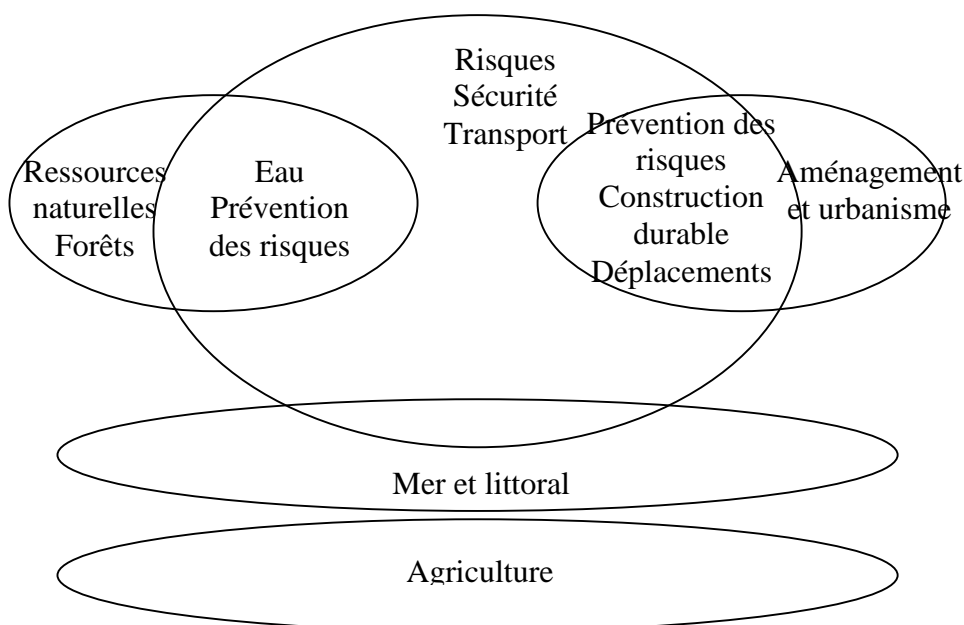 Risques
Sécurité
Transport
Ressources
naturelles
Forêts
Eau
Prévention
des risques
Prévention des
risques
Construction
durable
Déplacements
Aménagement
et urbanisme
Mer et littoral
Agriculture